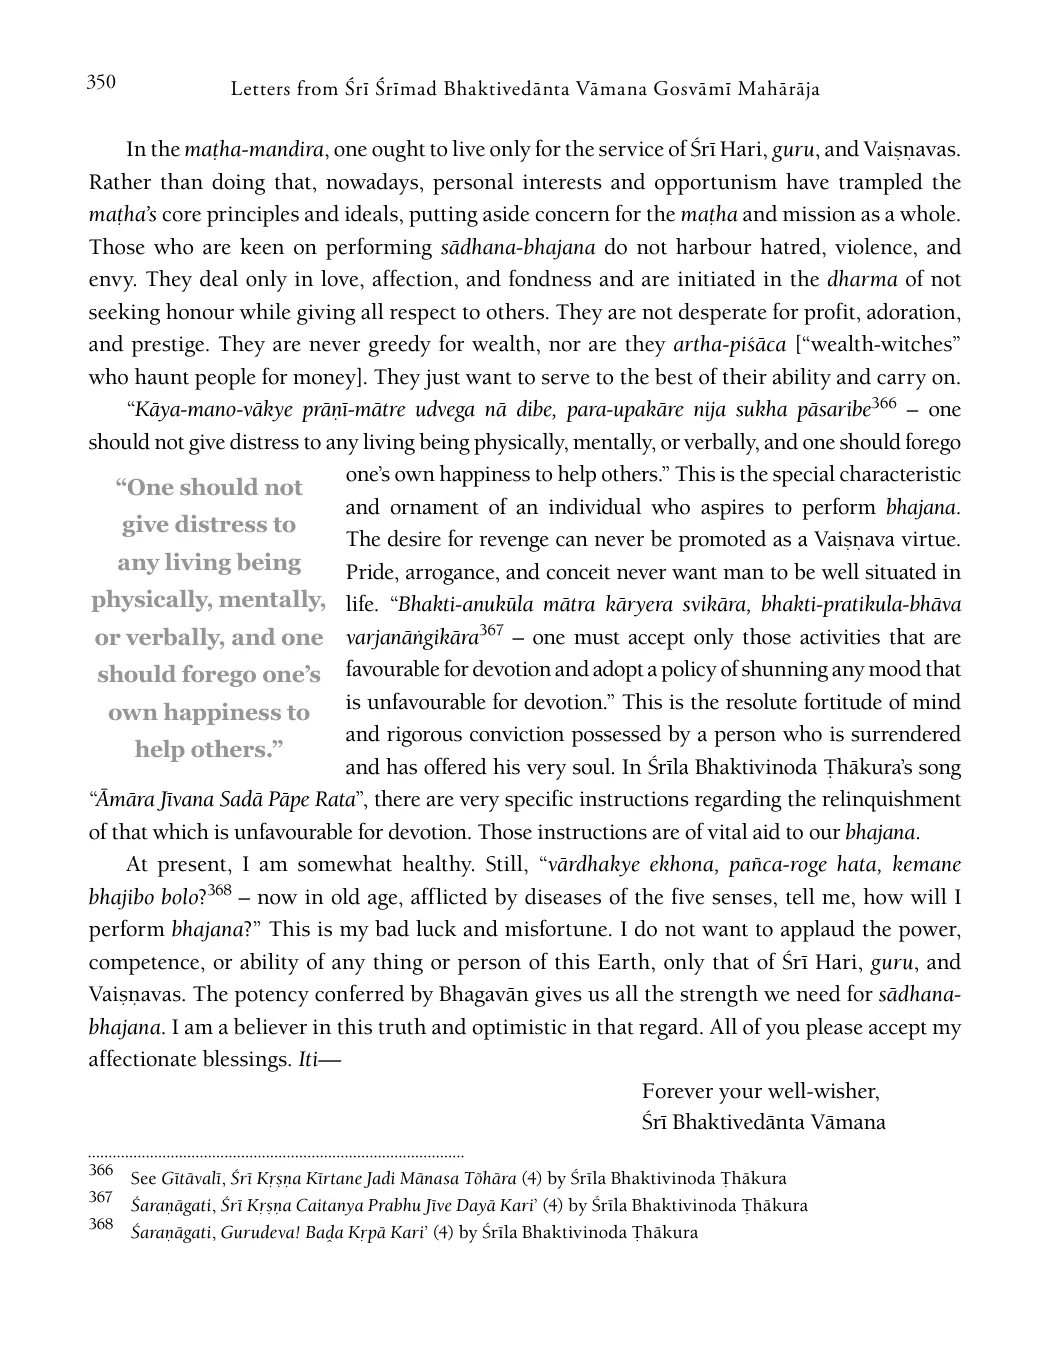 350
Letters from Śrī Śrīmad Bhaktivedānta Vāmana Gosvāmī Mahārāja
In the maṭha-mandira, one ought to live only for the service of Śrī Hari, guru, and Vaiṣṇavas.
Rather than doing that, nowadays, personal interests and opportunism have trampled the
maṭha’s core principles and ideals, putting aside concern for the maṭha and mission as a whole.
Those who are keen on performing sādhana-bhajana do not harbour hatred, violence, and
envy. They deal only in love, affection, and fondness and are initiated in the dharma of not
seeking honour while giving all respect to others. They are not desperate for profit, adoration,
and prestige. They are never greedy for wealth, nor are they artha-piśāca [“wealth-witches”
who haunt people for money]. They just want to serve to the best of their ability and carry on.
“Kāya-mano-vākye prāṇī-mātre udvega nā dibe, para-upakāre nija sukha pāsaribe366 – one
should not give distress to any living being physically, mentally, or verbally, and one should forego
one’s own happiness to help others.” This is the special characteristic
and ornament of an individual who aspires to perform bhajana.
The desire for revenge can never be promoted as a Vaiṣṇava virtue.
Pride, arrogance, and conceit never want man to be well situated in
life. “Bhakti-anukūla mātra kāryera svikāra, bhakti-pratikula-bhāva
varjanāṅgikāra367 – one must accept only those activities that are
favourable for devotion and adopt a policy of shunning any mood that
is unfavourable for devotion.” This is the resolute fortitude of mind
and rigorous conviction possessed by a person who is surrendered
and has offered his very soul. In Śrīla Bhaktivinoda Ṭhākura’s song
“Āmāra Jīvana Sadā Pāpe Rata”, there are very specific instructions regarding the relinquishment
of that which is unfavourable for devotion. Those instructions are of vital aid to our bhajana.
“One should not
give distress to
any living being
physically, mentally,
or verbally, and one
should forego one’s
own happiness to
help others.”
At present, I am somewhat healthy. Still, “vārdhakye ekhona, pañca-roge hata, kemane
bhajibo bolo?368 – now in old age, afflicted by diseases of the five senses, tell me, how will I
perform bhajana?” This is my bad luck and misfortune. I do not want to applaud the power,
competence, or ability of any thing or person of this Earth, only that of Śrī Hari, guru, and
Vaiṣṇavas. The potency conferred by Bhagavān gives us all the strength we need for sādhana-
bhajana. I am a believer in this truth and optimistic in that regard. All of you please accept my
affectionate blessings. Iti—
Forever your well-wisher,
Śrī Bhaktivedānta Vāmana
366 See Gītāvalī, Śrī Kṛṣṇa Kīrtane Jadi Mānasa Tōhāra (4) by Śrīla Bhaktivinoda Ṭhākura
367 Śaraṇāgati, Śrī Kṛṣṇa Caitanya Prabhu Jīve Dayā Kari’ (4) by Śrīla Bhaktivinoda Ṭhākura
368 Śaraṇāgati, Gurudeva! Baḓa Kṛpā Kari’ (4) by Śrīla Bhaktivinoda Ṭhākura